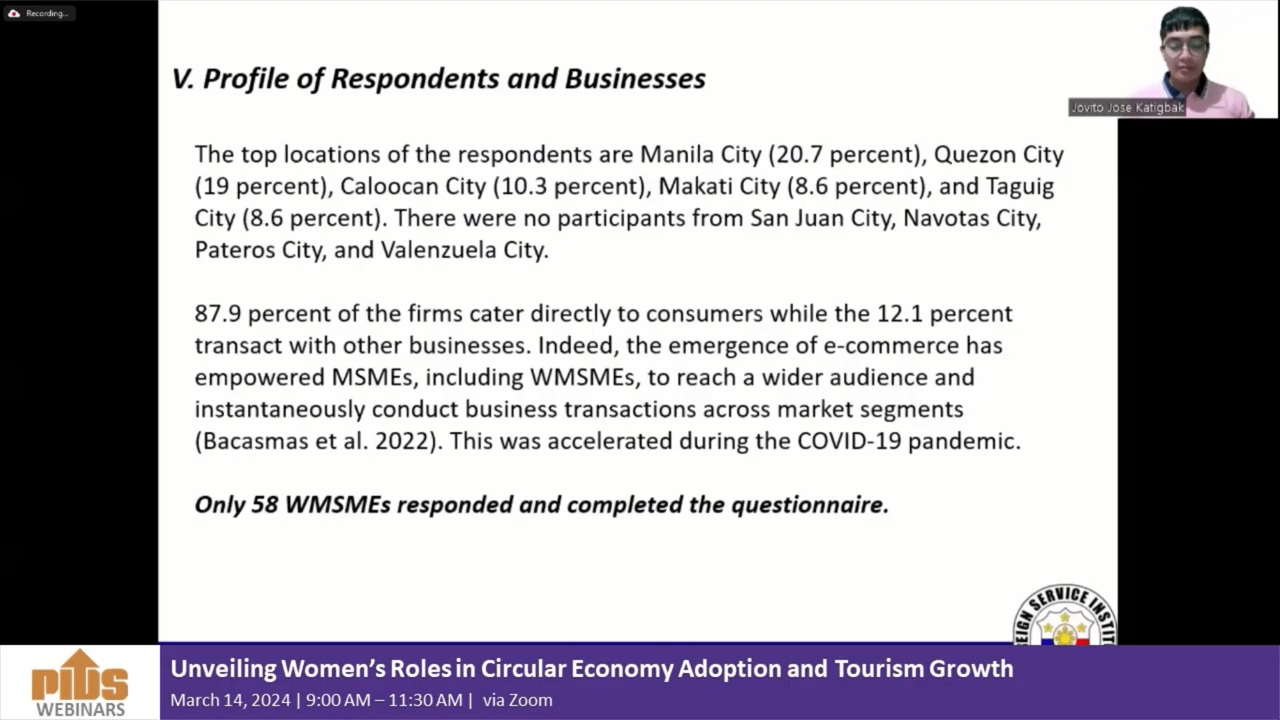 Recording...
V. Profile of Respondents and Businesses
Jovito Jose Katigbak
The top locations of the respondents are Manila City (20.7 percent), Quezon City
(19 percent), Caloocan City (10.3 percent), Makati City (8.6 percent), and Taguig
City (8.6 percent). There were no participants from San Juan City, Navotas City,
Pateros City, and Valenzuela City.
87.9 percent of the firms cater directly to consumers while the 12.1 percent
transact with other businesses. Indeed, the emergence of e-commerce has
empowered MSMEs, including WMSMEs, to reach a wider audience and
instantaneously conduct business transactions across market segments
(Bacasmas et al. 2022). This was accelerated during the COVID-19 pandemic.
Only 58 WMSMEs responded and completed the questionnaire.
EIGN SERVICE INSTIT
pids
WEBINARS
Unveiling Women's Roles in Circular Economy Adoption and Tourism Growth
March 14, 2024 | 9:00 AM – 11:30 AM | via Zoom